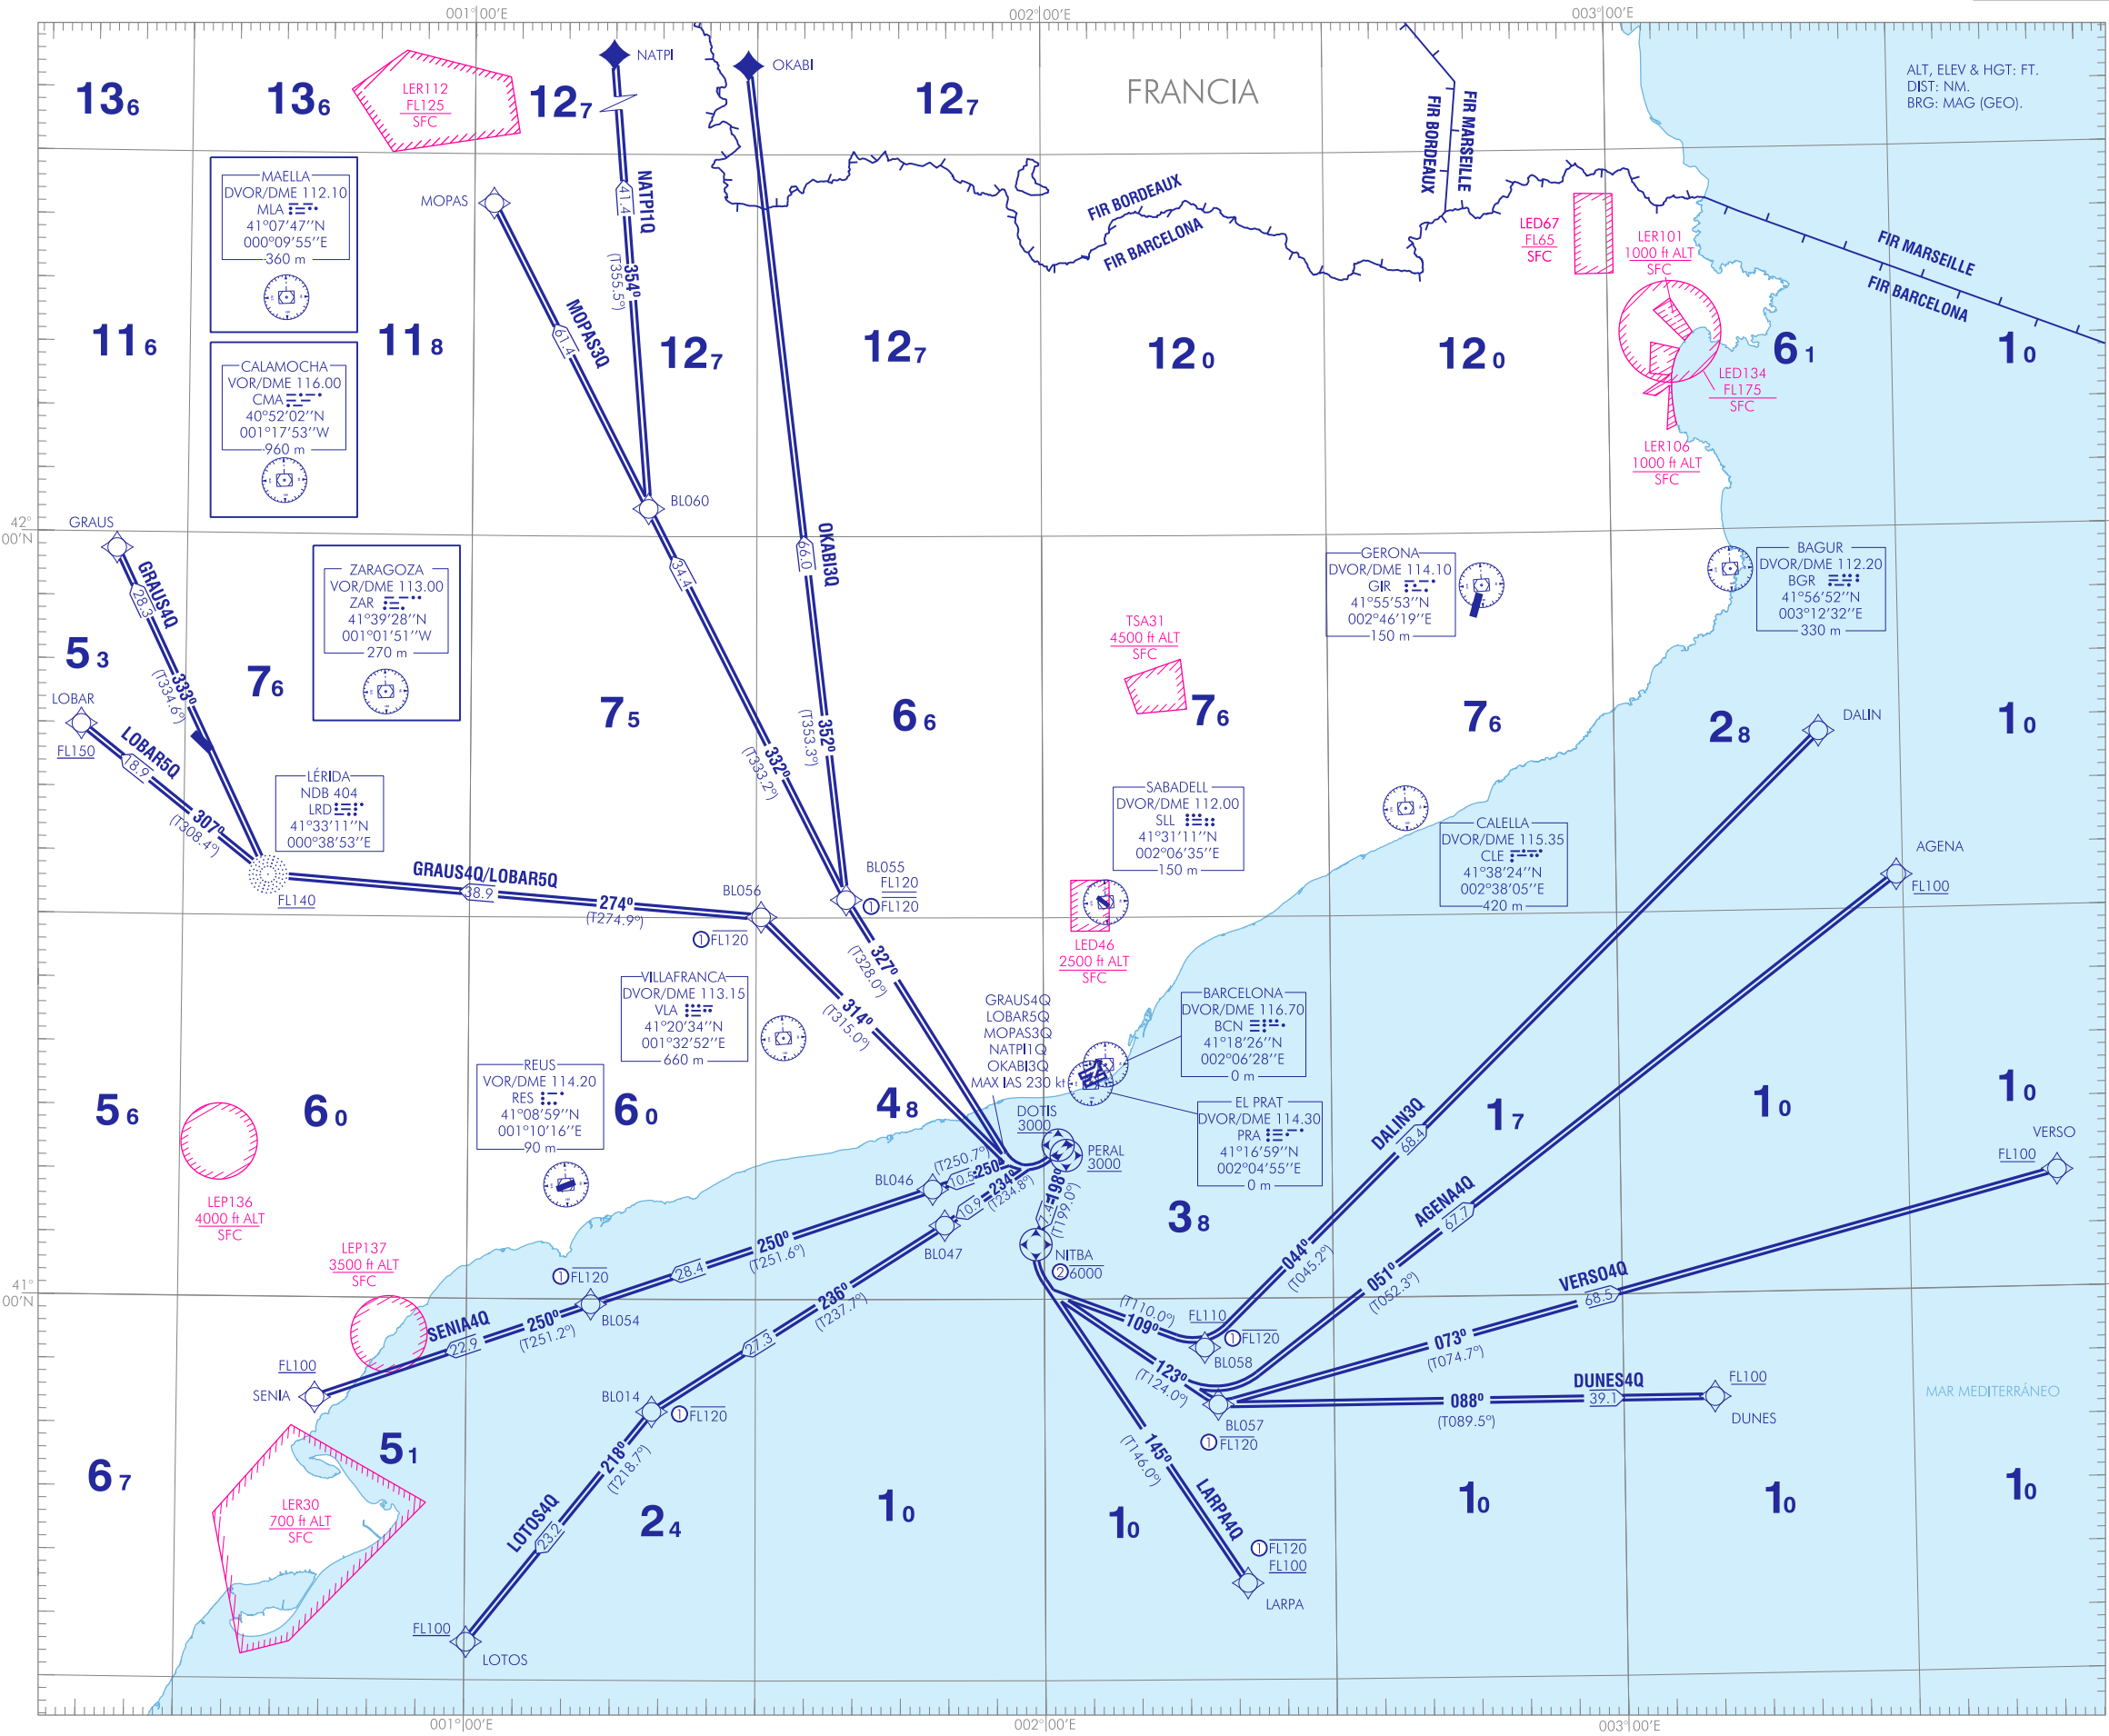 001°00'E
002°00'E
003°00'E
NATPI
OKABI
FRANCIA
ALT, ELEV & HGT: FT.
DIST: NM.
BRG: MAG (GEO).
13 6
13 6
LER112
FL125
SFC
12 7
12 7
FIR BORDEAUX
FIR MARSEILLE
MAELLA
DVOR/DME 112.10
MLA
41°07'47''N
000°09'55''E
360 m
MOPAS
41.4
NATPI1Q
354°
(T355.5°)
FIR BORDEAUX
FIR BARCELONA
LED67
FL65
SFC
LER101
1000 ft ALT
SFC
FIR MARSEILLE
FIR BARCELONA
11 6
11 8
61.4
MOPAS3Q
12 7
12 7
12 0
12 0
6 1
1 0
CALAMOCHA
VOR/DME 116.00
CMA
40°52'02''N
001°17'53''W
960 m
LED134
FL175
SFC
LER106
1000 ft ALT
SFC
BL060
42°
00'N
GRAUS
GRAUS4Q
28.3
333°
(T334.6°)
ZARAGOZA
VOR/DME 113.00
ZAR
41°39'28''N
001°01'51''W
270 m
34.4
OKABI3Q
66.0
GERONA
DVOR/DME 114.10
GIR
41°55'53''N
002°46'19''E
150 m
BAGUR
DVOR/DME 112.20
BGR
41°56'52''N
003°12'32''E
330 m
TSA31
4500 ft ALT
SFC
5 3
7 6
7 5
6 6
7 6
7 6
2 8
1 0
LOBAR
FL150
LOBAR5Q
18.9
307°
(T308.4°)
332°
(T333.2°)
352°
(T353.3°)
DALIN
LÉRIDA
NDB 404
LRD
41°33'11''N
000°38'53''E
SABADELL
DVOR/DME 112.00
SLL
41°31'11''N
002°06'35''E
150 m
CALELLA
DVOR/DME 115.35
CLE
41°38'24''N
002°38'05''E
420 m
AGENA
FL100
FL140
GRAUS4Q/LOBAR5Q
38.9
274°
(T274.9°)
BL056
1 FL120
BL055
FL120
1 FL120
LED46
2500 ft ALT
SFC
327°
(T328.0°)
314°
(T315.0°)
VILLAFRANCA
DVOR/DME 113.15
VLA
41°20'34''N
001°32'52''E
660 m
GRAUS4Q
LOBAR5Q
MOPAS3Q
NATPI1Q
OKABI3Q
MAX IAS 230 kt
BARCELONA
DVOR/DME 116.70
BCN
41°18'26''N
002°06'28''E
0 m
REUS
VOR/DME 114.20
RES
41°08'59''N
001°10'16''E
90 m
EL PRAT
DVOR/DME 114.30
PRA
41°16'59''N
002°04'55''E
0 m
5 6
6 0
6 0
4 8
1 7
1 0
1 0
DOTIS
3000
PERAL
3000
DALIN3Q
68.4
VERSO
FL100
LEP136
4000 ft ALT
SFC
BL046
(T250.7°)
250°
10.5
234°
(T234.8°)
10.9
BL047
198°
(T199.0°)
7.4
NITBA
2 6000
3 8
AGENA4Q
67.7
LEP137
3500 ft ALT
SFC
250°
(T251.6°)
28.4
1 FL120
BL054
236°
(T237.7°)
27.3
044°
(T045.2°)
051°
(T052.3°)
VERSO4Q
68.5
41°
00'N
SENIA4Q
22.9
250°
(T251.2°)
(T110.0°)
109°
FL110
1 FL120
BL058
073°
(T074.7°)
FL100
SENIA
BL014
1 FL120
123°
(T124.0°)
BL057
1 FL120
088°
(T089.5°)
DUNES4Q
39.1
FL100
DUNES
MAR MEDITERRÁNEO
6 7
5 1
218°
(T218.7°)
LOTOS4Q
23.2
145°
(T146.0°)
LARPA4Q
LER30
700 ft ALT
SFC
2 4
1 0
1 0
1 0
1 0
1 0
1 FL120
FL100
LARPA
FL100
LOTOS
001°00'E
002°00'E
003°00'E